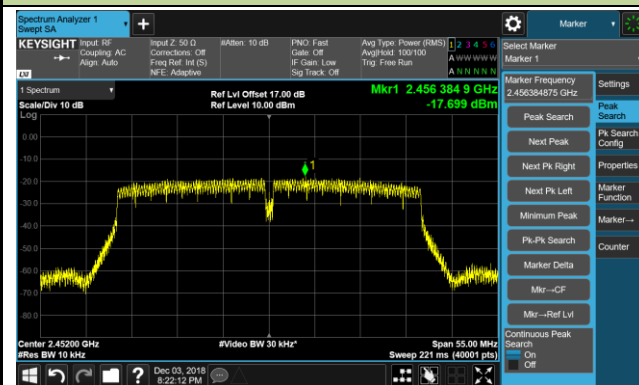 Spectrum Analyzer 1
Swept SA
Marker
KEYSIGHT Input: RF
Coupling: AC
Align: Auto
Input Z: 50 Ω
Corrections: Off
Freq Ref: Int (S)
NFE: Adaptive
#Atten: 10 dB
PNO: Fast
Gate: Off
IF Gain: Low
Sig Track: Off
Avg Type: Power (RMS)
Avg|Hold: 100/100
Trig: Free Run
1 2 3 4 5 6
A W W W W W
A N N N N N
LXI
Select Marker
Marker 1
1 Spectrum
Scale/Div 10 dB
Log
Ref Lvl Offset 17.00 dB
Ref Level 10.00 dBm
Mkr1 2.456 384 9 GHz
-17.699 dBm
0.00
-10.0
-20.0
-30.0
-40.0
-50.0
-60.0
-70.0
-80.0
1
Center 2.45200 GHz
#Res BW 10 kHz
#Video BW 30 kHz*
Span 55.00 MHz
Sweep 221 ms (40001 pts)
Marker Frequency
2.456384875 GHz
Peak Search
Next Peak
Next Pk Right
Next Pk Left
Minimum Peak
Pk-Pk Search
Marker Delta
Mkr→CF
Mkr→Ref Lvl
Continuous Peak
Search
On
Off
Settings
Peak
Search
Pk Search
Config
Properties
Marker
Function
Marker→
Counter
Dec 03, 2018
8:22:12 PM